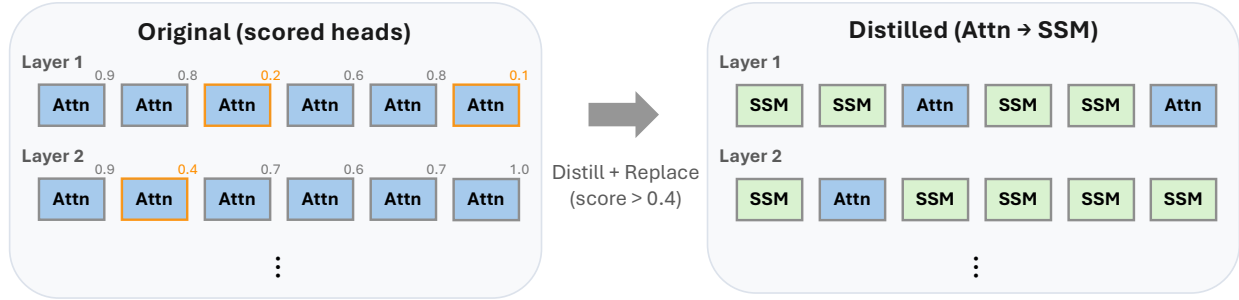 Original (scored heads)
Layer 1
0.9 0.8 0.2 0.6 0.8 0.1
Attn Attn Attn Attn Attn Attn
Layer 2
0.9 0.4 0.7 0.6 0.7 1.0
Attn Attn Attn Attn Attn Attn
⋮
Distill + Replace
(score > 0.4)
Distilled (Attn → SSM)
Layer 1
SSM SSM Attn SSM SSM Attn
Layer 2
SSM Attn SSM SSM SSM SSM
⋮